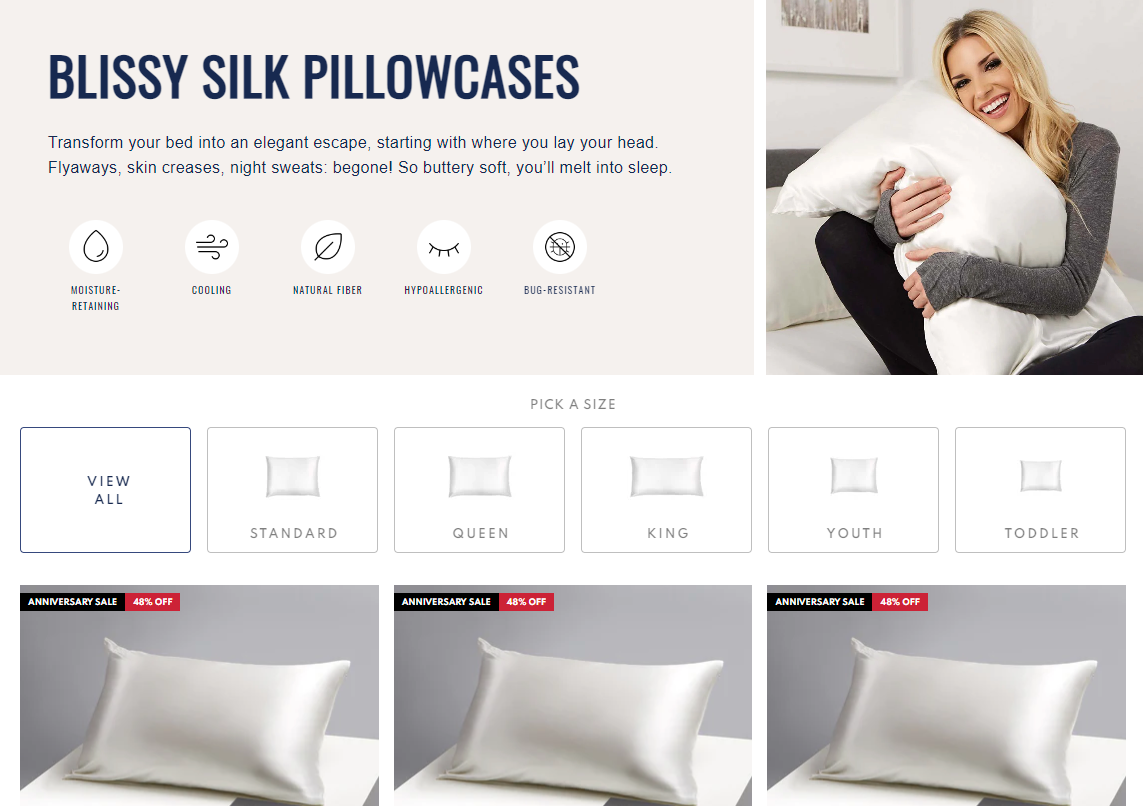 BLISSY SILK PILLOWCASES
Transform your bed into an elegant escape, starting with where you lay your head.
Flyaways, skin creases, night sweats: begone! So buttery soft, you’ll melt into sleep.
MOISTURE-
RETAINING
COOLING
NATURAL FIBER
HYPOALLERGENIC
BUG-RESISTANT
PICK A SIZE
VIEW
ALL
STANDARD
QUEEN
KING
YOUTH
TODDLER
ANNIVERSARY SALE 48% OFF
ANNIVERSARY SALE 48% OFF
ANNIVERSARY SALE 48% OFF